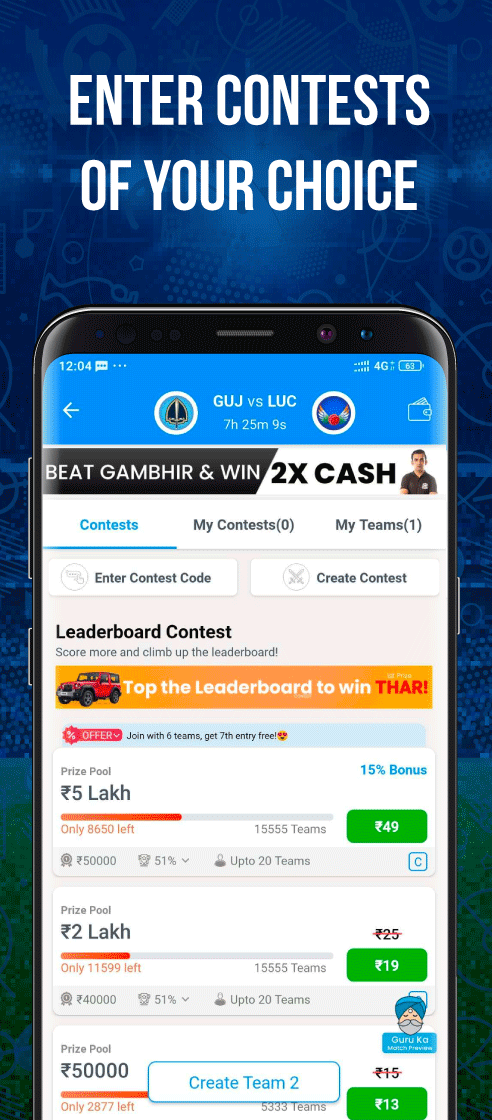 ENTER CONTESTS
OF YOUR CHOICE
12:04 ... 4G 63
GUJ vs LUC
7h 25m 9s
BEAT GAMBHIR & WIN 2X CASH
Contests My Contests(0) My Teams(1)
Enter Contest Code Create Contest
Leaderboard Contest
Score more and climb up the leaderboard!
Top the Leaderboard to win THAR!
% OFFER Join with 6 teams, get 7th entry free!😍
Prize Pool 15% Bonus
₹5 Lakh
₹49
Only 8650 left 15555 Teams
₹50000 51% Upto 20 Teams C
Prize Pool
₹2 Lakh ₹25
₹19
Only 11599 left 15555 Teams
₹40000 51% Upto 20 Teams
Guru Ka
Match Preview
Prize Pool
₹50000 ₹15
Create Team 2
₹13
Only 2877 left 5333 Teams